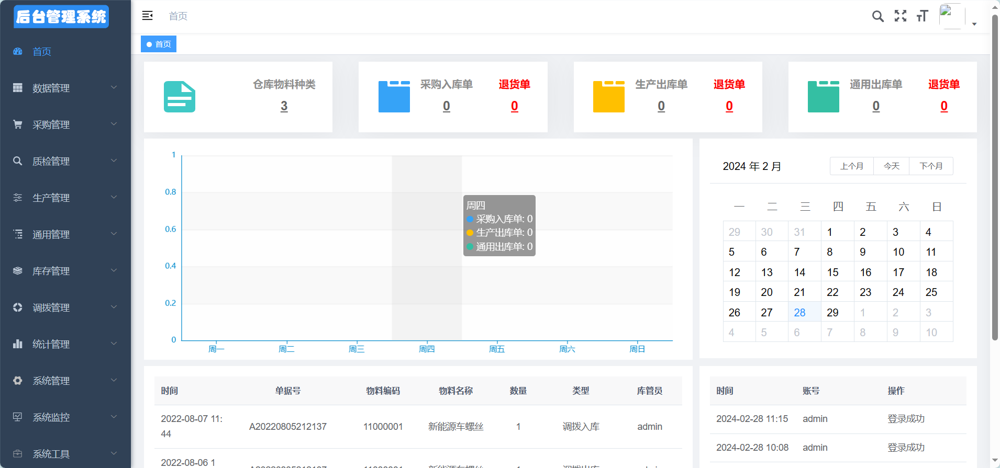 后台管理系统
首页
数据管理
采购管理
质检管理
生产管理
通用管理
库存管理
调拨管理
统计管理
系统管理
系统监控
系统工具
首页
首页
仓库物料种类
3
采购入库单 退货单
0 0
生产出库单 退货单
0 0
通用出库单 退货单
0 0
1
0.8
0.6
0.4
0.2
0
周一 周二 周三 周四 周五 周六 周日
周四
采购入库单: 0
生产出库单: 0
通用出库单: 0
2024 年 2 月
上个月 今天 下个月
一 二 三 四 五 六 日
29 30 31 1 2 3 4
5 6 7 8 9 10 11
12 13 14 15 16 17 18
19 20 21 22 23 24 25
26 27 28 29 1 2 3
4 5 6 7 8 9 10
时间 单据号 物料编码 物料名称 数量 类型 库管员
2022-08-07 11:
44 A20220805212137 11000001 新能源车螺丝 1 调拨入库 admin
2022-08-06 1
时间 账号 操作
2024-02-28 11:15 admin 登录成功
2024-02-28 10:08 admin 登录成功